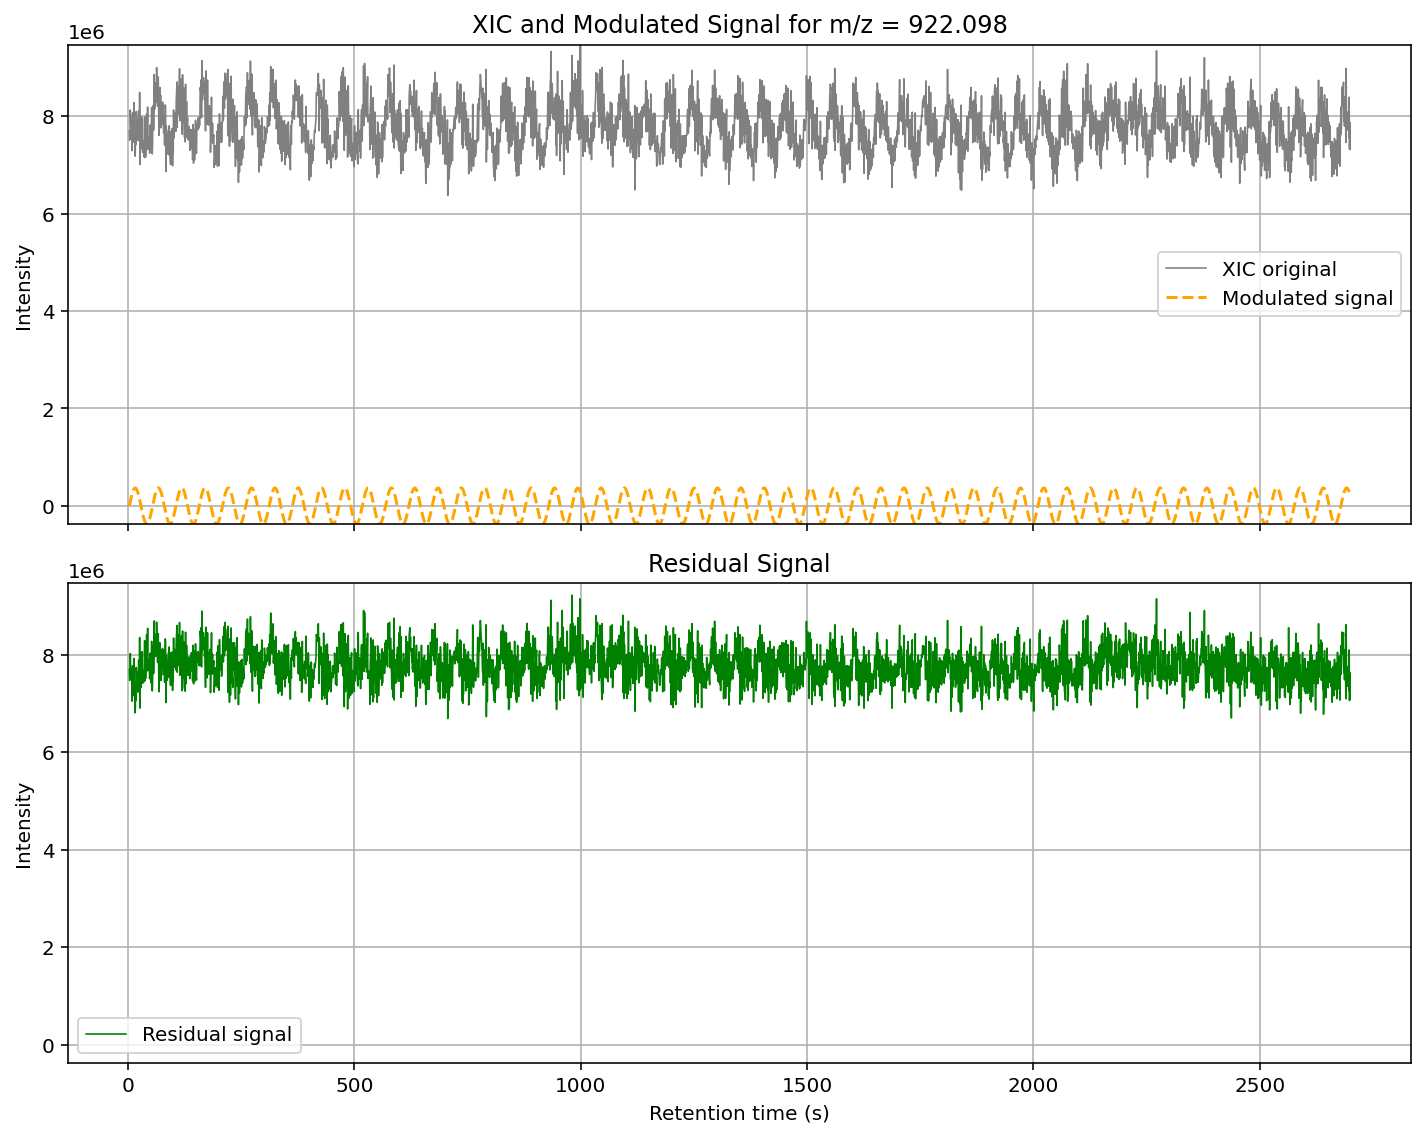 XIC and Modulated Signal for m/z = 922.098
1e6
8
6
4
2
0
Intensity
XIC original
Modulated signal
Residual Signal
1e6
8
6
4
2
0
Intensity
Residual signal
0 500 1000 1500 2000 2500
Retention time (s)